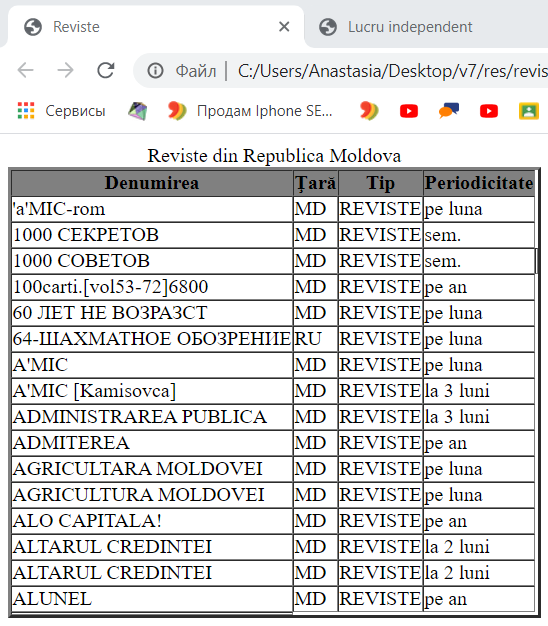 Reviste
Lucru independent
Файл | C:/Users/Anastasia/Desktop/v7/res/revis
Сервисы
Продам Iphone SE...
Reviste din Republica Moldova
Denumirea Țară Tip Periodicitate
'a'MIC-rom MD REVISTE pe luna
1000 СЕКРЕТОВ MD REVISTE sem.
1000 СОВЕТОВ MD REVISTE sem.
100carti.[vol53-72]6800 MD REVISTE pe an
60 ЛЕТ НЕ ВОЗРАЗСТ MD REVISTE pe luna
64-ШАХМАТНОЕ ОБОЗРЕНИЕ RU REVISTE pe luna
A'MIC MD REVISTE pe luna
A'MIC [Kamisovca] MD REVISTE la 3 luni
ADMINISTRAREA PUBLICA MD REVISTE la 3 luni
ADMITEREA MD REVISTE pe an
AGRICULTARA MOLDOVEI MD REVISTE pe luna
AGRICULTURA MOLDOVEI MD REVISTE pe luna
ALO CAPITALA! MD REVISTE pe an
ALTARUL CREDINTEI MD REVISTE la 2 luni
ALTARUL CREDINTEI MD REVISTE la 2 luni
ALUNEL MD REVISTE pe an